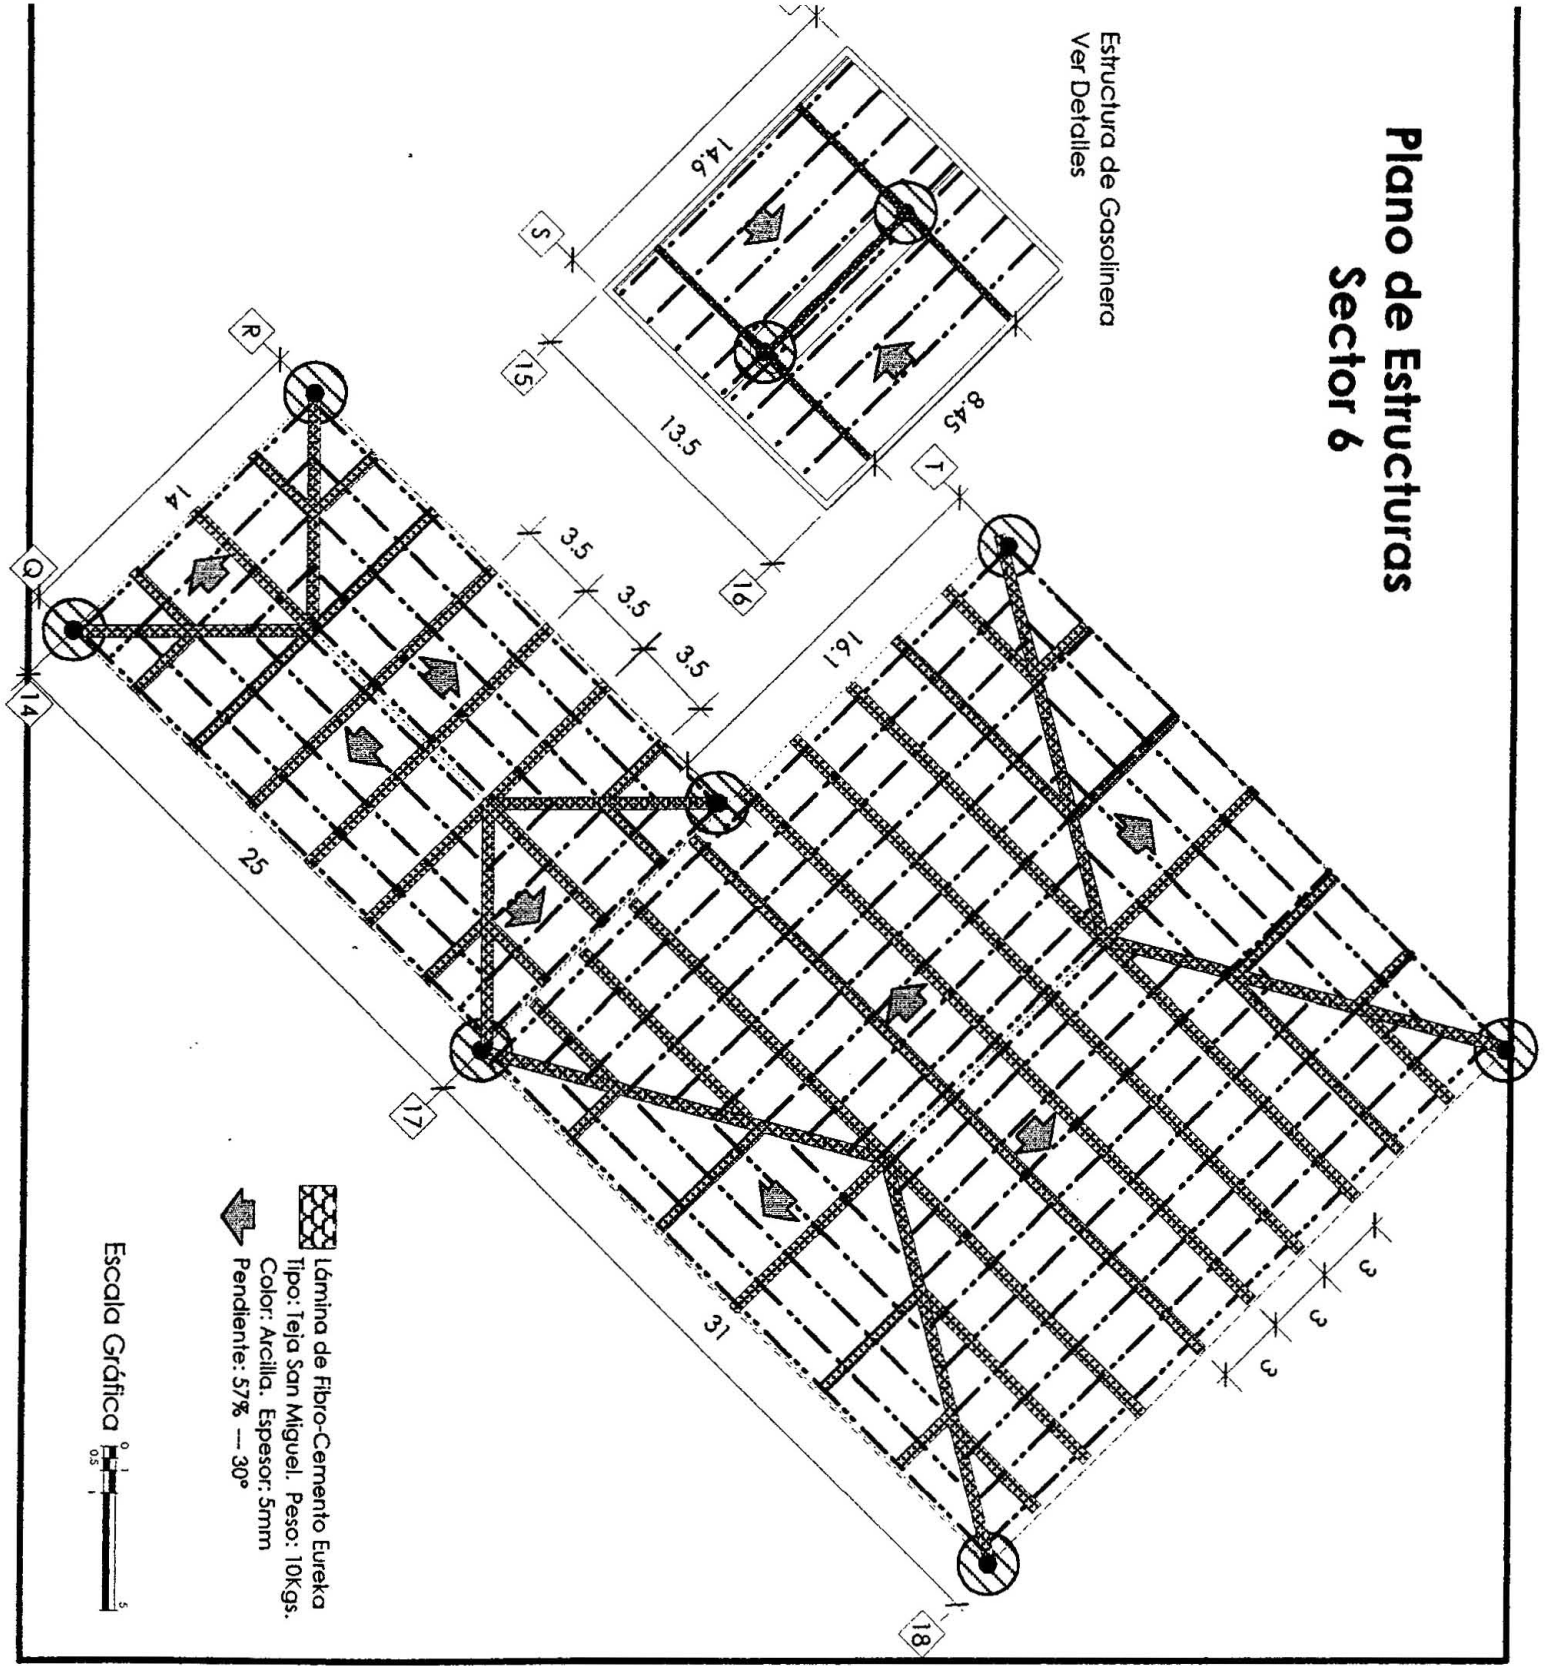 Plano de Estructuras
Sector 6
Estructura de Gasolinera
Ver Detalles
14.6
8.45
13.5
S
15
16
T
R
14
Q
14
3.5
3.5
3.5
16.1
25
17
31
18
3
3
3
Lámina de Fibro-Cemento Eureka
Tipo: Teja San Miguel. Peso: 10Kgs.
Color: Arcilla. Espesor: 5mm
Pendiente: 57% — 30°
Escala Gráfica
0 1 5
0.5 1